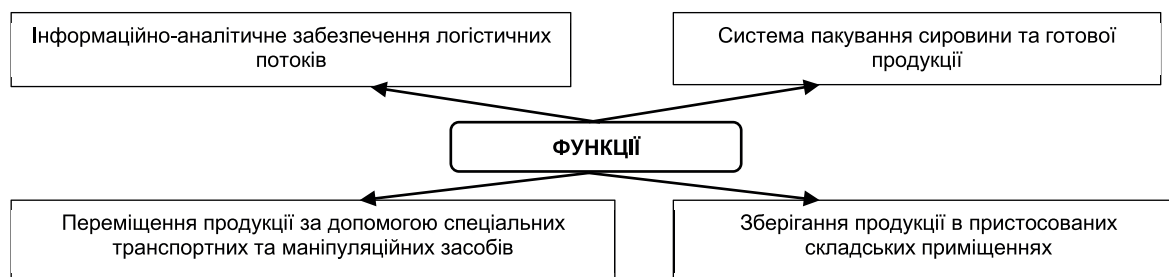 Інформаційно-аналітичне забезпечення логістичних
потоків
Система пакування сировини та готової
продукції
ФУНКЦІЇ
Переміщення продукції за допомогою спеціальних
транспортних та маніпуляційних засобів
Зберігання продукції в пристосованих
складських приміщеннях